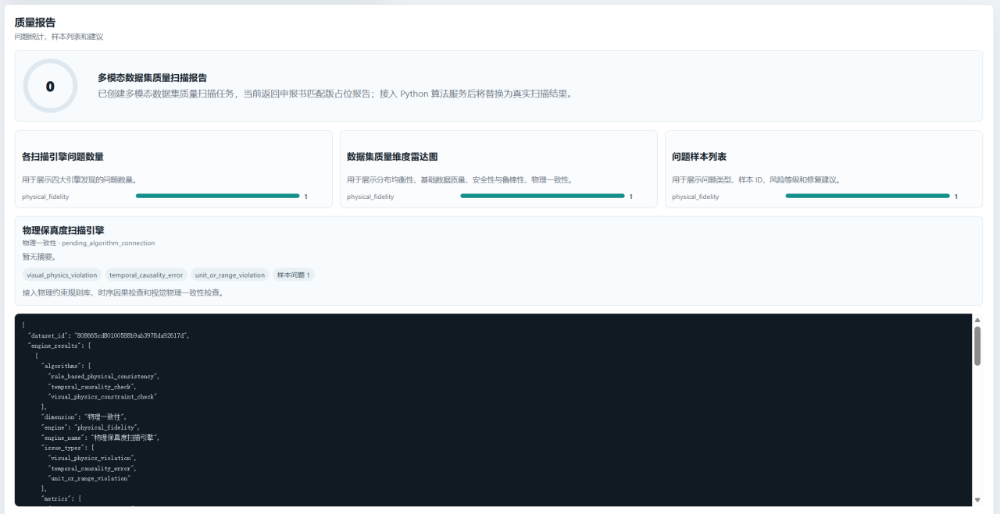 质量报告
问题统计、样本列表和建议
0
多模态数据集质量扫描报告
已创建多模态数据集质量扫描任务，当前返回申报书匹配版占位报告；接入 Python 算法服务后将替换为真实扫描结果。
各扫描引擎问题数量
用于展示四大引擎发现的问题数量。
physical_fidelity 1
数据集质量维度雷达图
用于展示分布均衡性、基础数据质量、安全性与鲁棒性、物理一致性。
physical_fidelity 1
问题样本列表
用于展示问题类型、样本 ID、风险等级和修复建议。
physical_fidelity 1
物理保真度扫描引擎
物理一致性 · pending_algorithm_connection
暂无摘要。
visual_physics_violation temporal_causality_error unit_or_range_violation 样本问题 1
接入物理约束规则库、时序因果检查和视觉物理一致性检查。
[
"dataset_id": "808665cd80100588b9ab3978da92617d",
"engine_results": [
{
"algorithms": [
"rule_based_physical_consistency",
"temporal_causality_check",
"visual_physics_constraint_check"
],
"dimension": "物理一致性",
"engine": "physical_fidelity",
"engine_name": "物理保真度扫描引擎",
"issue_types": [
"visual_physics_violation",
"temporal_causality_error",
"unit_or_range_violation"
],
"metrics": {